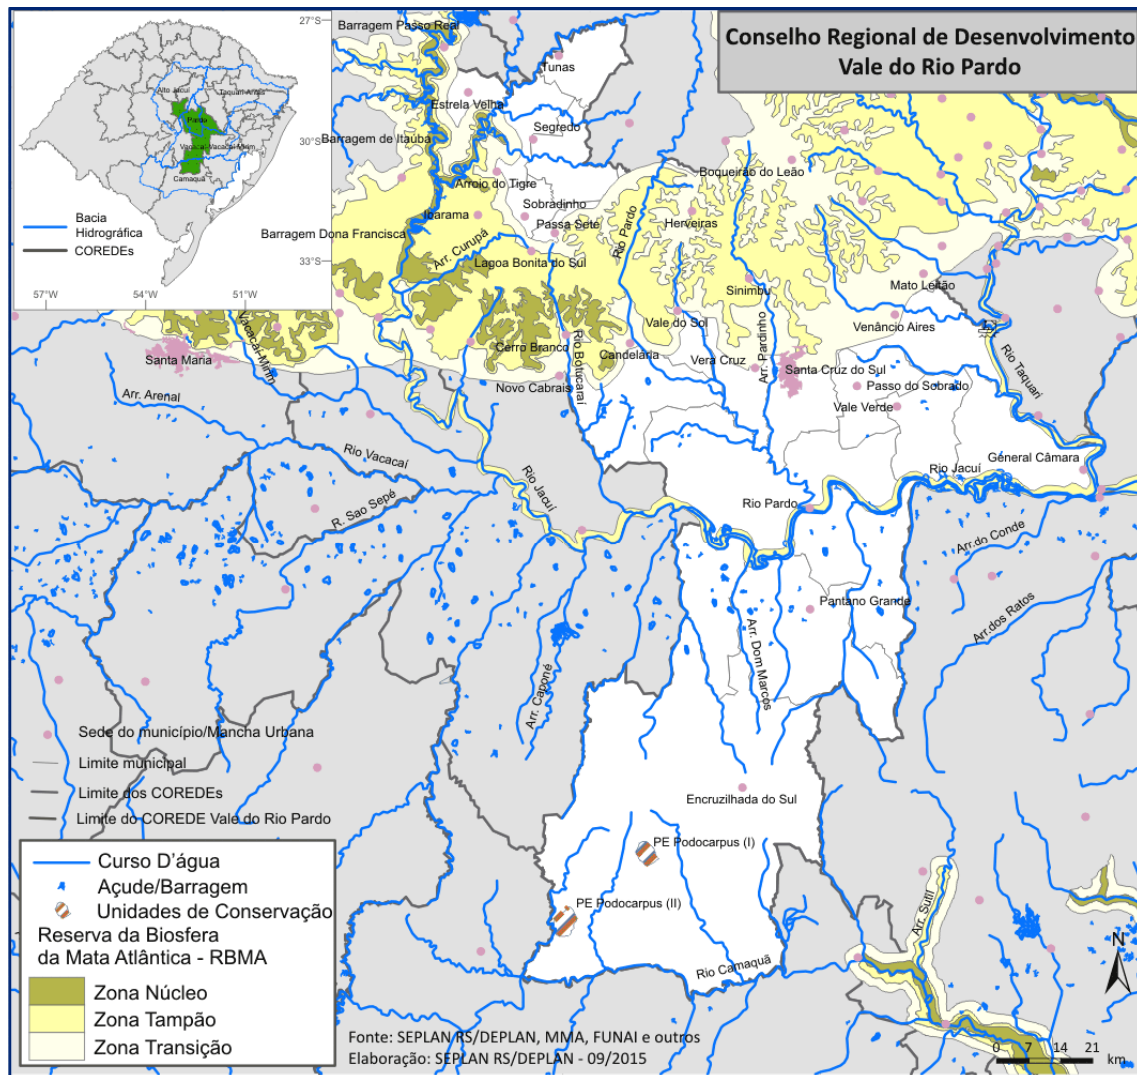 Conselho Regional de Desenvolvimento
Vale do Rio Pardo
27°S
30°S
33°S
57°W
54°W
51°W
Alto Jacuí
Taquari-Antas
Pardo
Vacacaí-Vacacaí-Mirim
Camaquã
Bacia
Hidrográfica
COREDEs
Barragem Passo Real
Tunas
Estrela Velha
Segredo
Barragem de Itaúba
Boqueirão do Leão
Arroio do Tigre
Sobradinho
Ibarama
Passa Sete
Rio Pardo
Herveiras
Barragem Dona Francisca
Arr. Curupá
Lagoa Bonita do Sul
Sinimbu
Mato Leitão
Vacacaí-Mirim
Vale do Sol
Venâncio Aires
Santa Maria
Cerro Branco
Rio Botucaraí
Candelária
Vera Cruz
Arr. Pardinho
Santa Cruz do Sul
Rio Taquari
Novo Cabrais
Passo do Sobrado
Arr. Arenal
Vale Verde
Rio Vacacaí
General Câmara
Rio Jacuí
Rio Jacuí
R. Sao Sepé
Rio Pardo
Arr.do Conde
Pantano Grande
Arr.dos Ratos
Arr. Dom Marcos
Arr. Caponé
Encruzilhada do Sul
PE Podocarpus (I)
PE Podocarpus (II)
Arr. Sutil
Rio Camaquã
Sede do município/Mancha Urbana
Limite municipal
Limite dos COREDEs
Limite do COREDE Vale do Rio Pardo
Curso D'água
Açude/Barragem
Unidades de Conservação
Reserva da Biosfera
da Mata Atlântica - RBMA
Zona Núcleo
Zona Tampão
Zona Transição
Fonte: SEPLAN RS/DEPLAN, MMA, FUNAI e outros
Elaboração: SEPLAN RS/DEPLAN - 09/2015
N
0 7 14 21
km